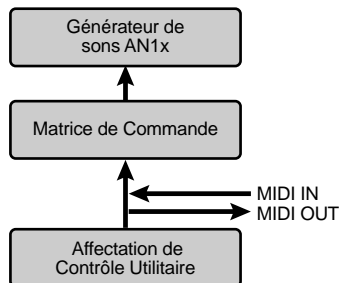 Générateur de
sons AN1x
Matrice de Commande
MIDI IN
MIDI OUT
Affectation de
Contrôle Utilitaire